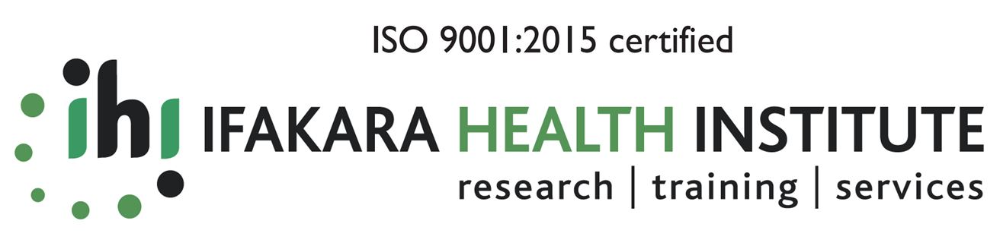 ISO 9001:2015 certified
ihi IFAKARA HEALTH INSTITUTE
research | training | services